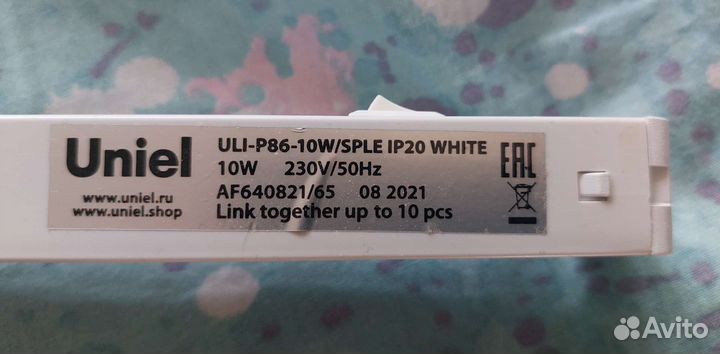 Uniel
www.uniel.ru
www.uniel.shop
ULI-P86-10W/SPLE IP20 WHITE
10W 230V/50Hz
AF640821/65 08 2021
Link together up to 10 pcs
EAC
Avito